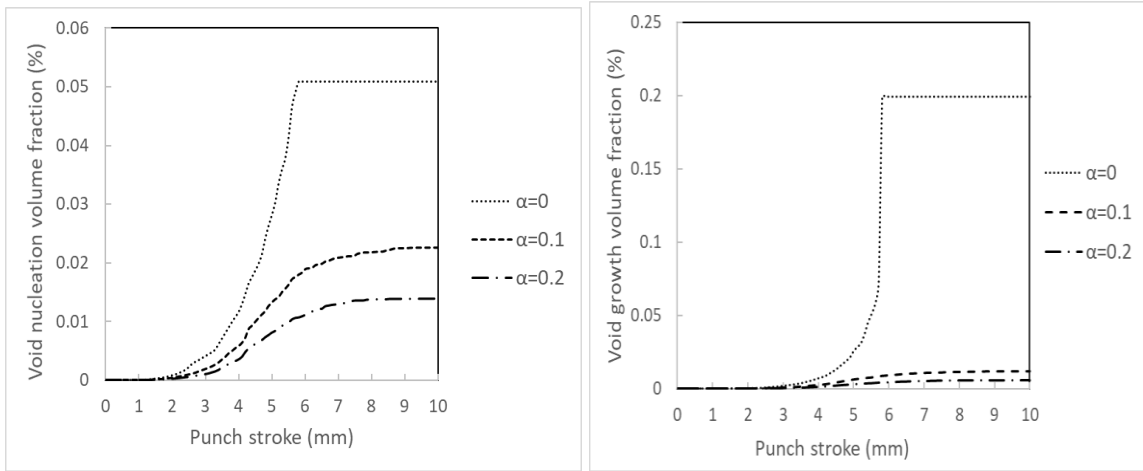 Void nucleation volume fraction (%)
0.06
0.05
0.04
0.03
0.02
0.01
0
0 1 2 3 4 5 6 7 8 9 10
Punch stroke (mm)
α=0
α=0.1
α=0.2
Void growth volume fraction (%)
0.25
0.2
0.15
0.1
0.05
0
0 1 2 3 4 5 6 7 8 9 10
Punch stroke (mm)
α=0
α=0.1
α=0.2